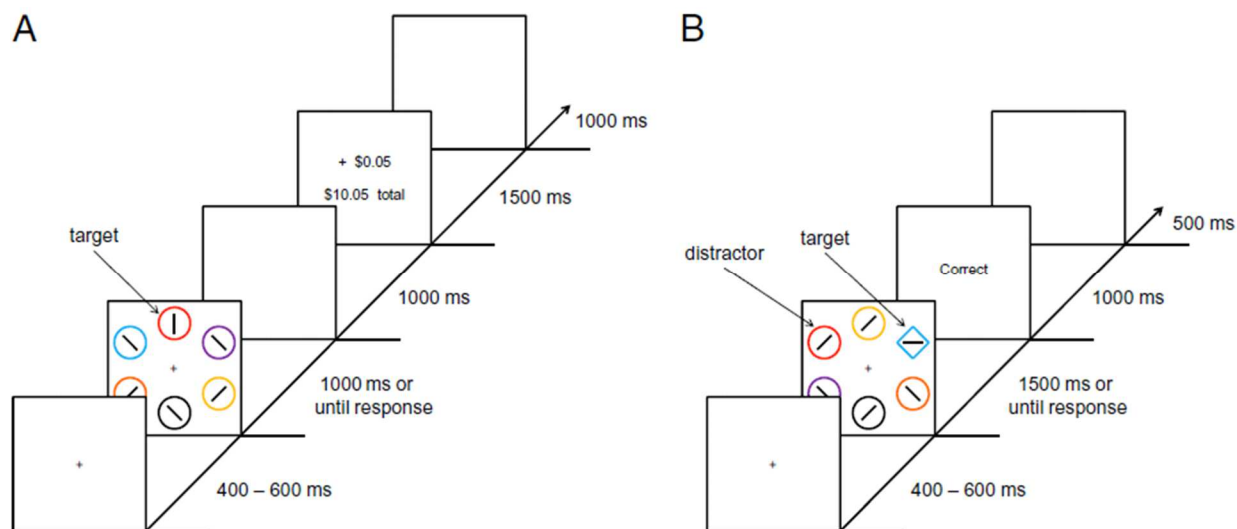 A
1000 ms
+ $0.05
$10.05 total
1500 ms
target
1000 ms
+
1000 ms or
until response
+
400 – 600 ms
B
500 ms
target
distractor
Correct
1000 ms
+
1500 ms or
until response
+
400 – 600 ms